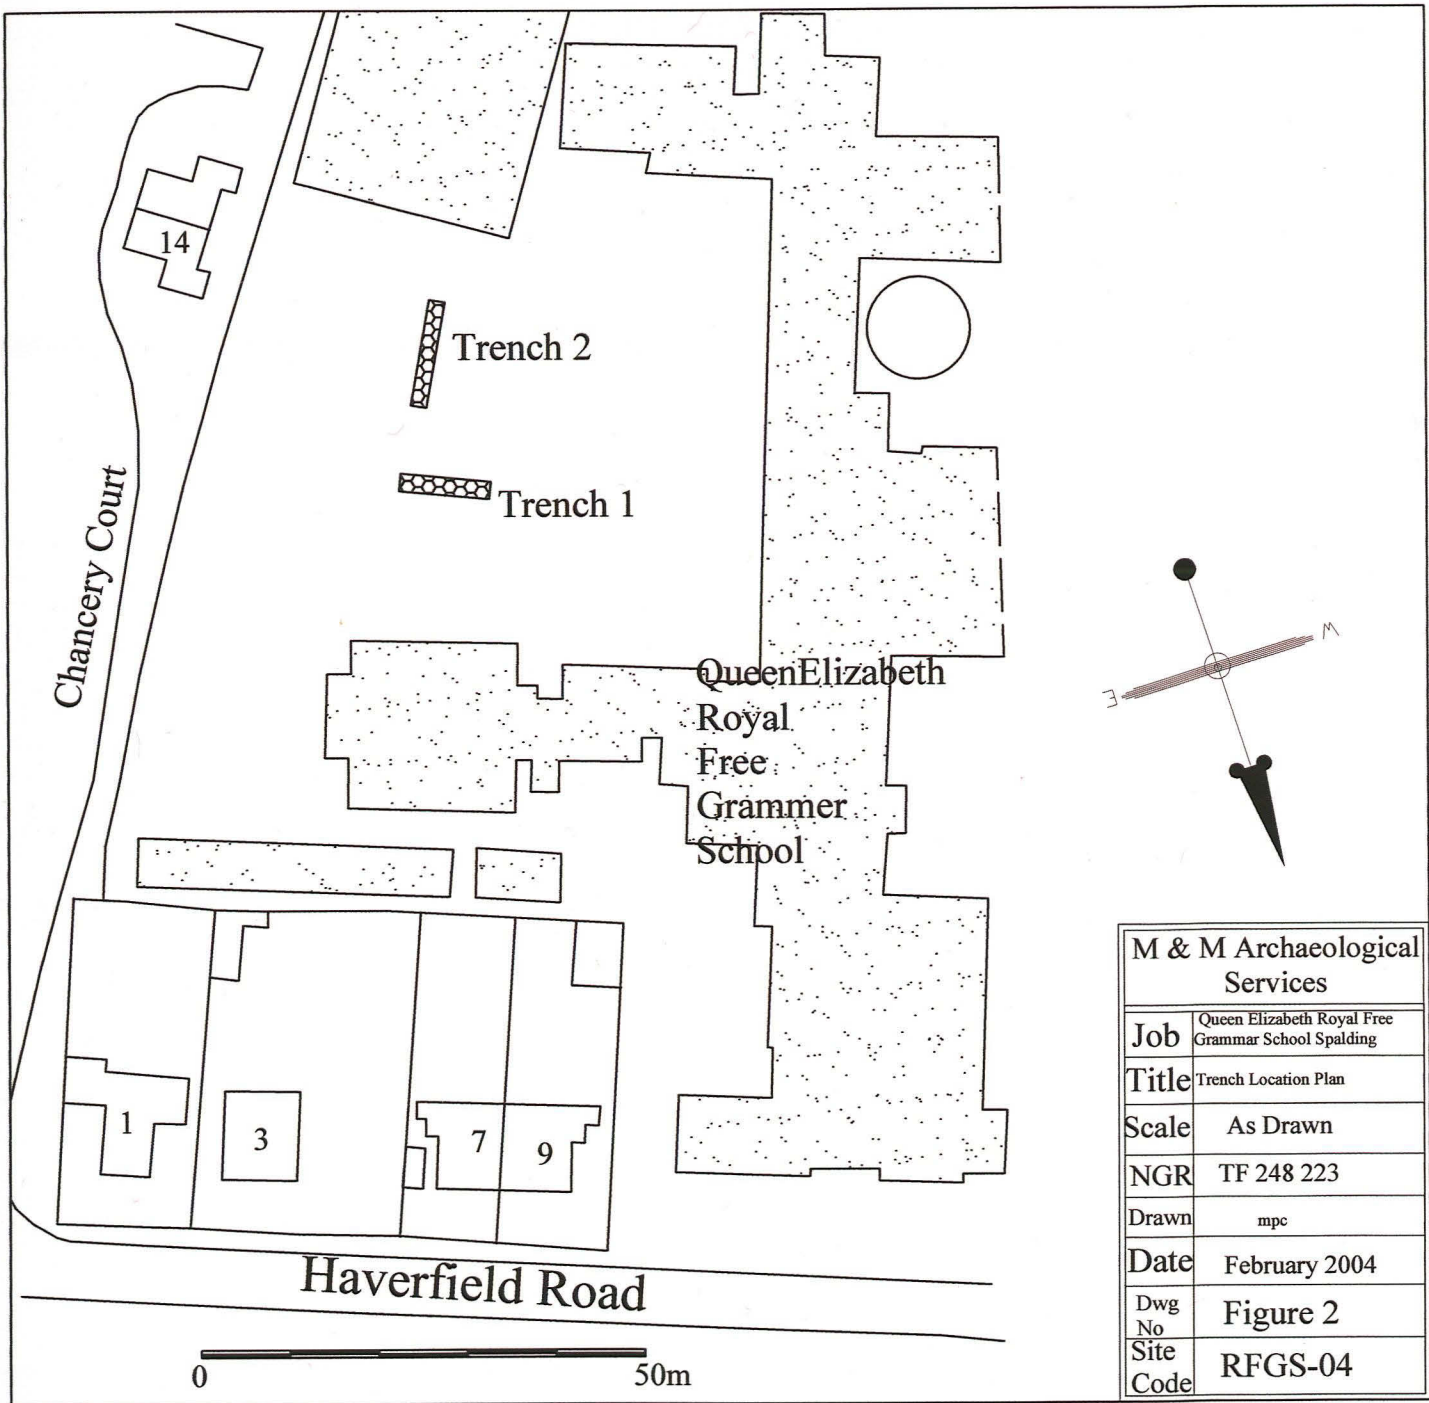 14
Trench 2
Trench 1
Chancery Court
QueenElizabeth
Royal
Free
Grammer
School
W
E
1
3
7
9
Haverfield Road
0
50m
M & M Archaeological
Services
Job
Queen Elizabeth Royal Free
Grammar School Spalding
Title
Trench Location Plan
Scale
As Drawn
NGR
TF 248 223
Drawn
mpc
Date
February 2004
Dwg
No
Figure 2
Site
Code
RFGS-04